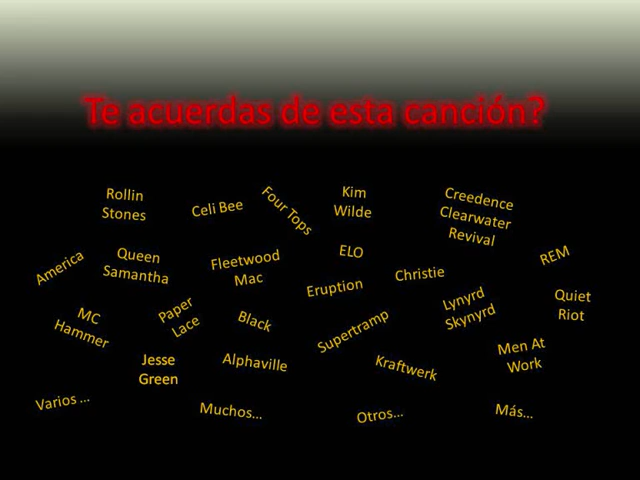 Te acuerdas de esta canción?
Rollin
Stones
Celi Bee
Four Tops
Kim
Wilde
Creedence
Clearwater
Revival
America
Queen
Samantha
Fleetwood
Mac
ELO
Eruption
Christie
REM
MC
Hammer
Paper
Lace
Black
Supertramp
Lynyrd
Skynyrd
Quiet
Riot
Jesse
Green
Alphaville
Kraftwerk
Men At
Work
Varios ...
Muchos...
Otros...
Más...